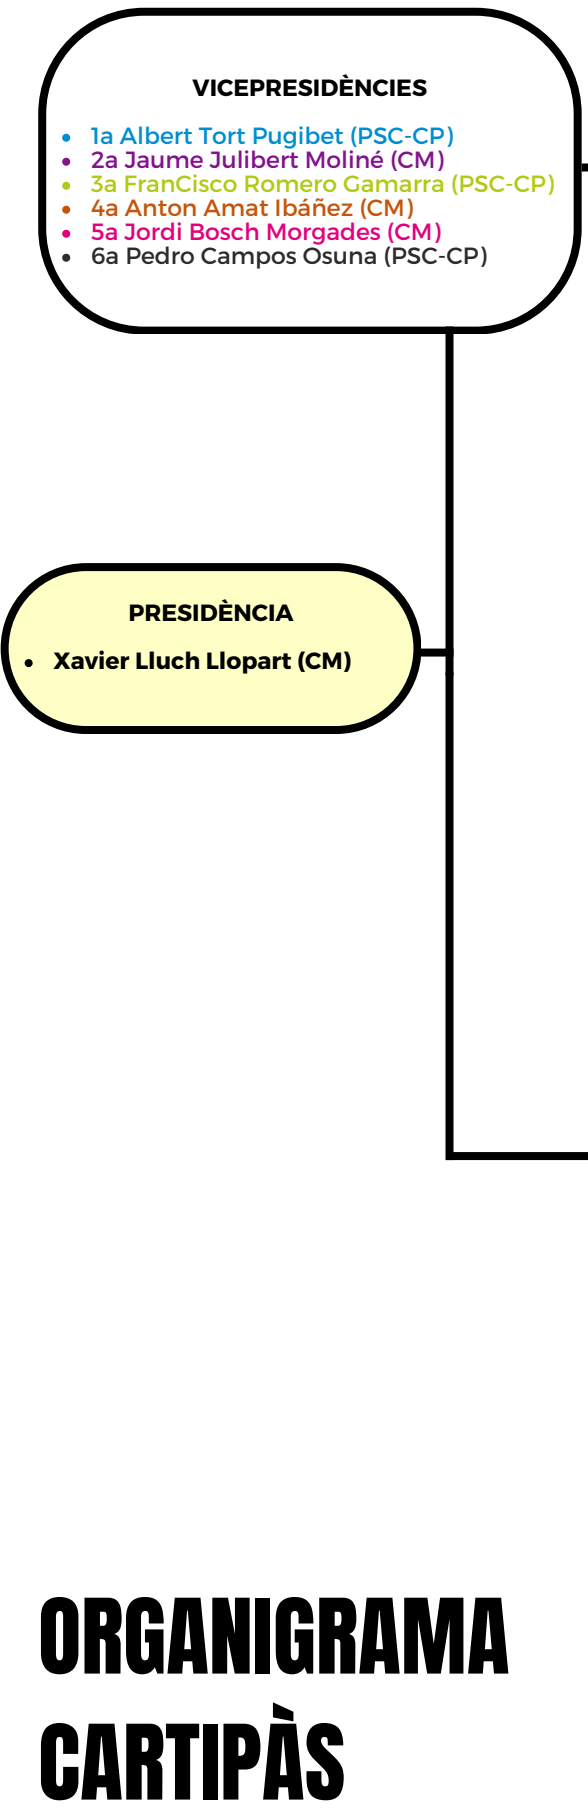 VICEPRESIDÈNCIES
1a Albert Tort Pugibet (PSC-CP)
2a Jaume Julibert Moliné (CM)
3a FranCisco Romero Gamarra (PSC-CP)
4a Anton Amat Ibáñez (CM)
5a Jordi Bosch Morgades (CM)
6a Pedro Campos Osuna (PSC-CP)
PRESIDÈNCIA
Xavier Lluch Llopart (CM)
ORGANIGRAMA
CARTIPÀS